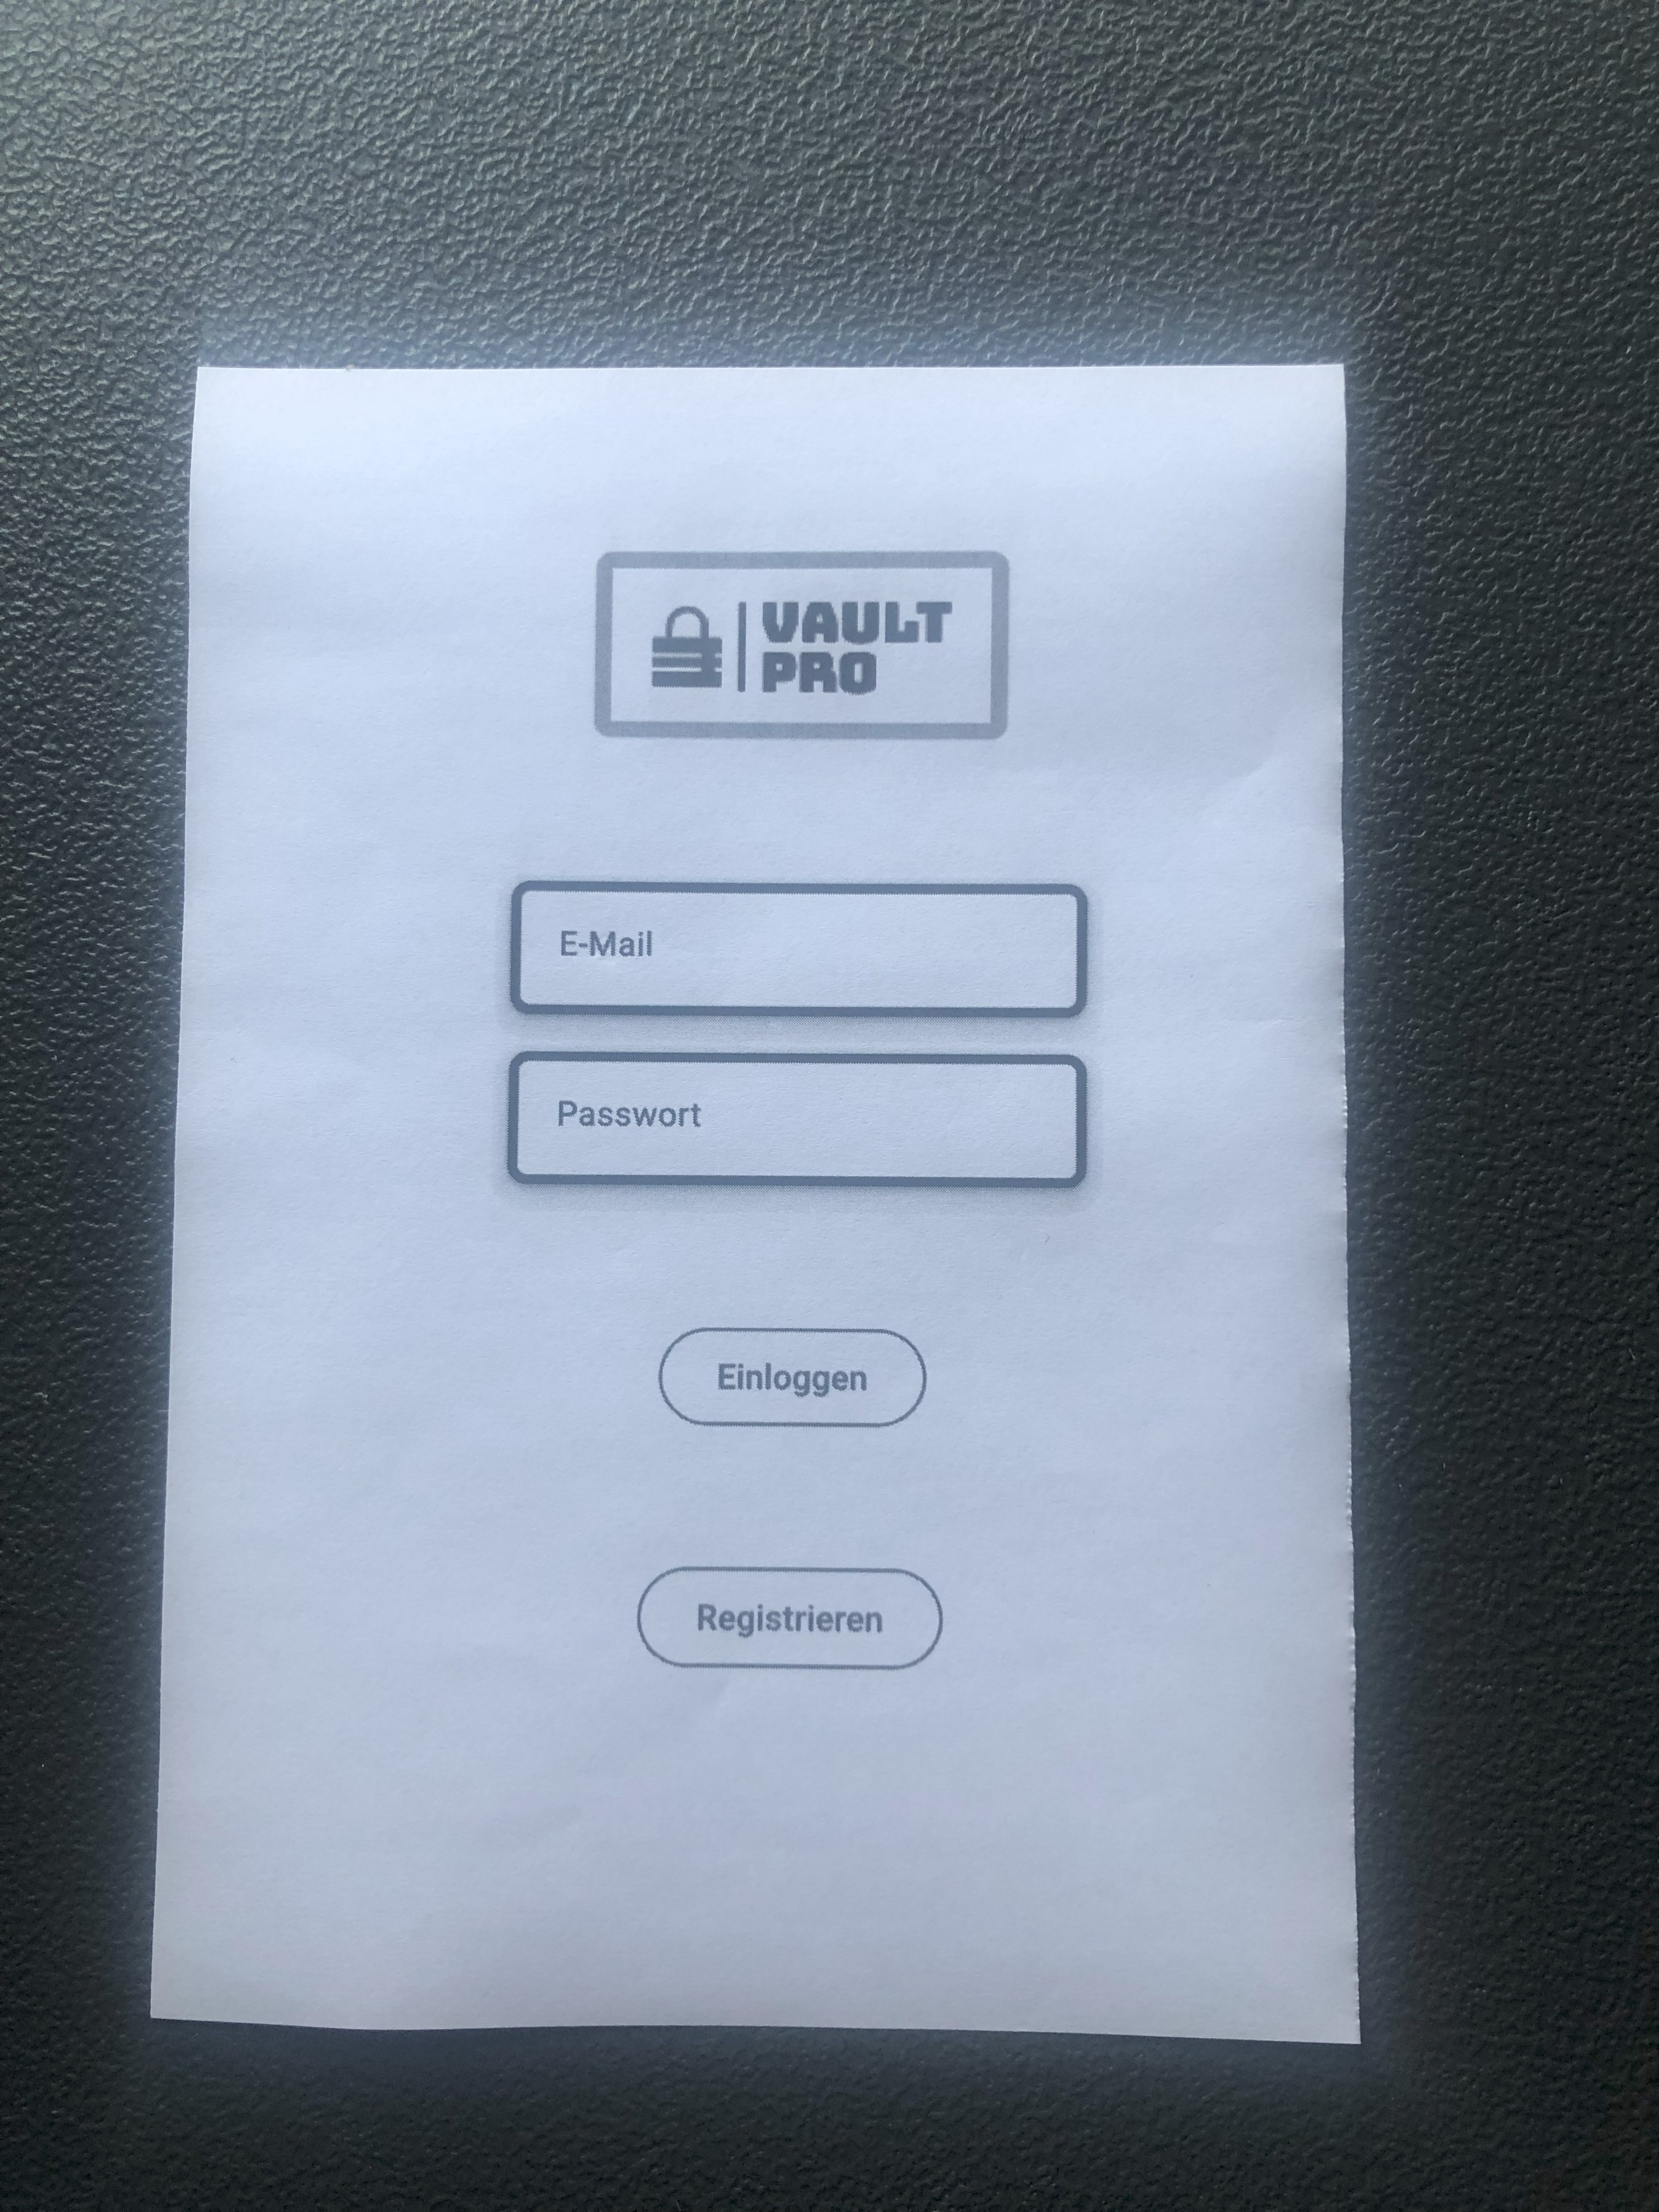 VAULT
PRO
E-Mail
Passwort
Einloggen
Registrieren